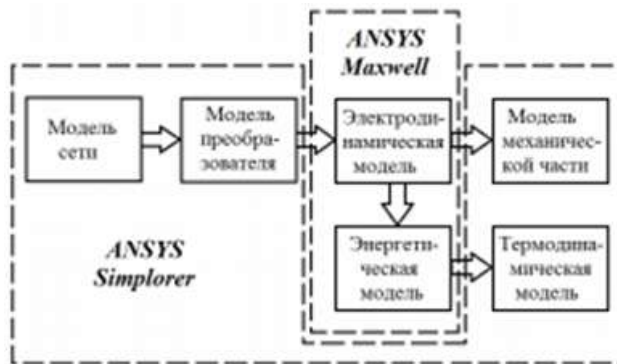 ANSYS
Maxwell
Модель
сети
Модель
преобра-
зователя
Электроди-
намическая
модель
Модель
механичес-
кой части
ANSYS
Simplorer
Энергети-
ческая
модель
Термодина-
мическая
модель